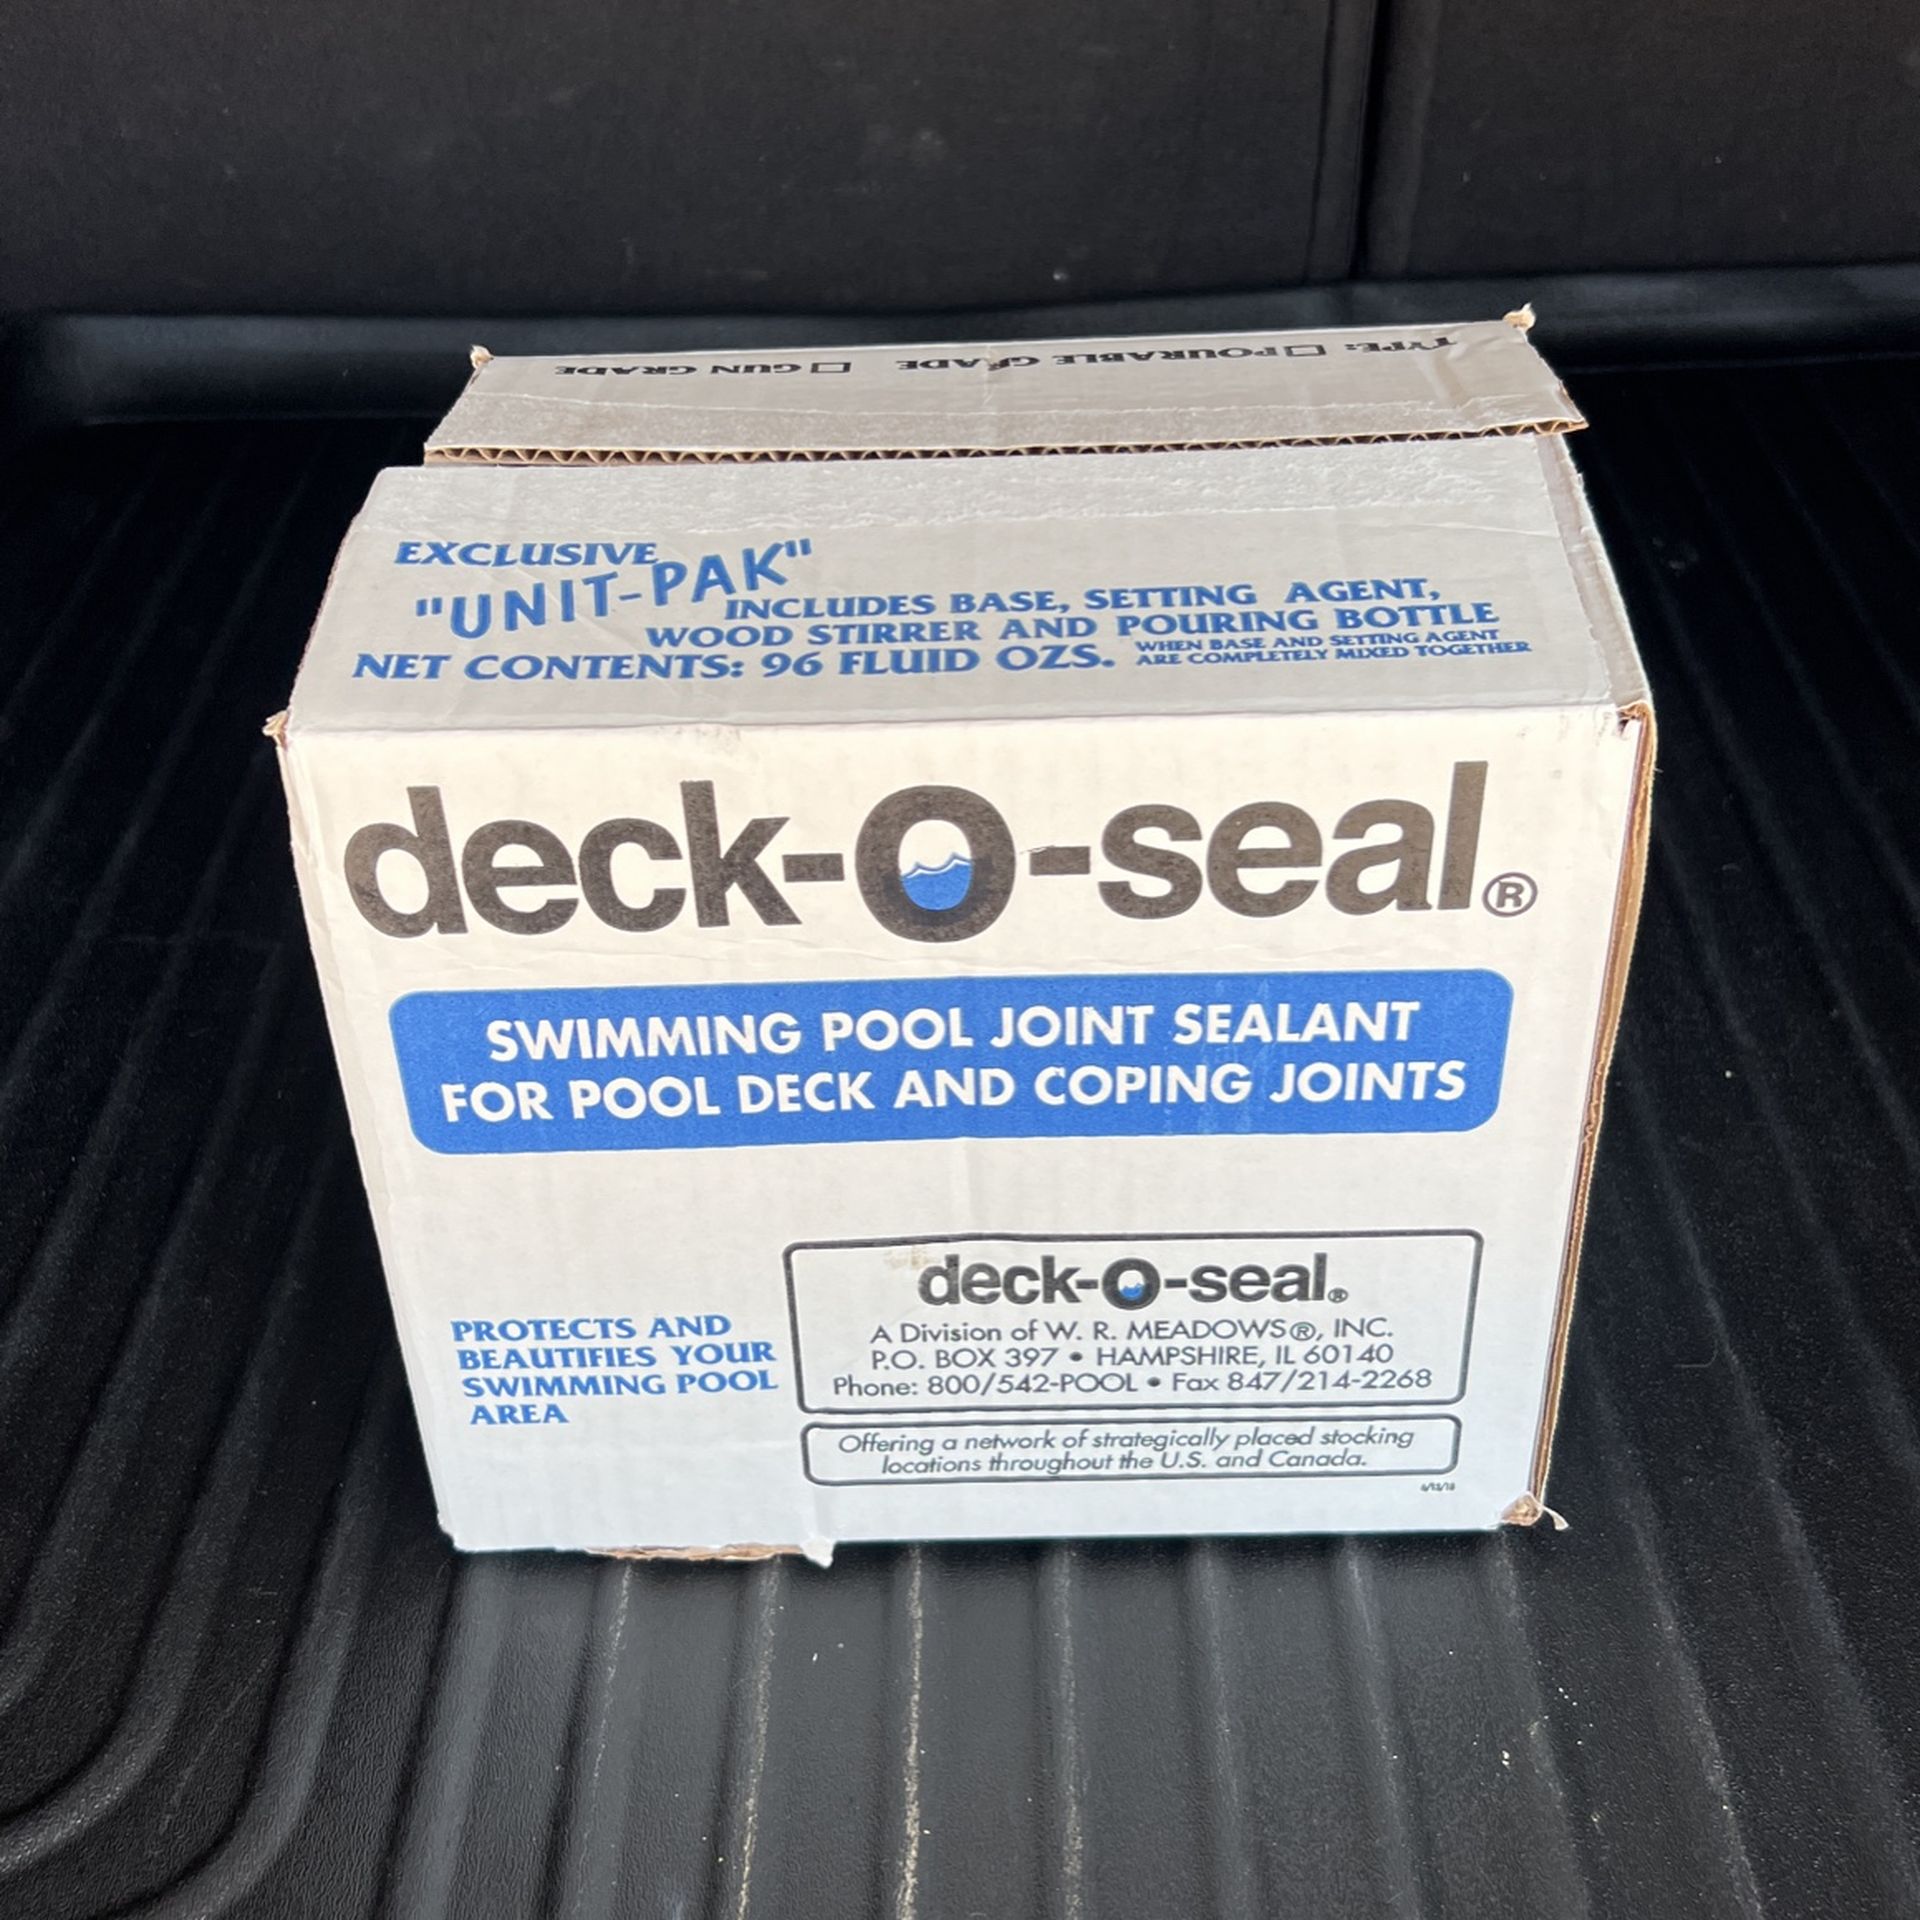 TYPE: ☐ POURABLE GRADE ☐ GUN GRADE
EXCLUSIVE
"UNIT-PAK"
INCLUDES BASE, SETTING AGENT,
WOOD STIRRER AND POURING BOTTLE
NET CONTENTS: 96 FLUID OZS. WHEN BASE AND SETTING AGENT
ARE COMPLETELY MIXED TOGETHER
deck-O-seal®
SWIMMING POOL JOINT SEALANT
FOR POOL DECK AND COPING JOINTS
PROTECTS AND
BEAUTIFIES YOUR
SWIMMING POOL
AREA
deck-O-seal®
A Division of W. R. MEADOWS®, INC.
P.O. BOX 397 • HAMPSHIRE, IL 60140
Phone: 800/542-POOL • Fax 847/214-2268
Offering a network of strategically placed stocking
locations throughout the U.S. and Canada.